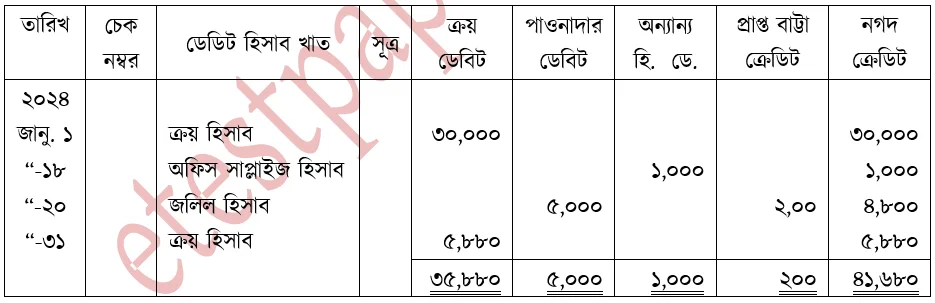 তারিখ চেক নম্বর ডেডিট হিসাব খাত সূত্র ক্রয় ডেবিট পাওনাদার ডেবিট অন্যান্য হি. ডে. প্রাপ্ত বাট্টা ক্রেডিট নগদ ক্রেডিট
২০২৪
জানু. ১ ক্রয় হিসাব ৩০,০০০ ৩০,০০০
“-১৮ অফিস সাপ্লাইজ হিসাব ১,০০০ ১,০০০
“-২০ জলিল হিসাব ৫,০০০ ২,০০ ৪,৮০০
“-৩১ ক্রয় হিসাব ৫,৮৮০ ৫,৮৮০
৩৫,৮৮০ ৫,০০০ ১,০০০ ২০০ ৪১,৬৮০
etestpap